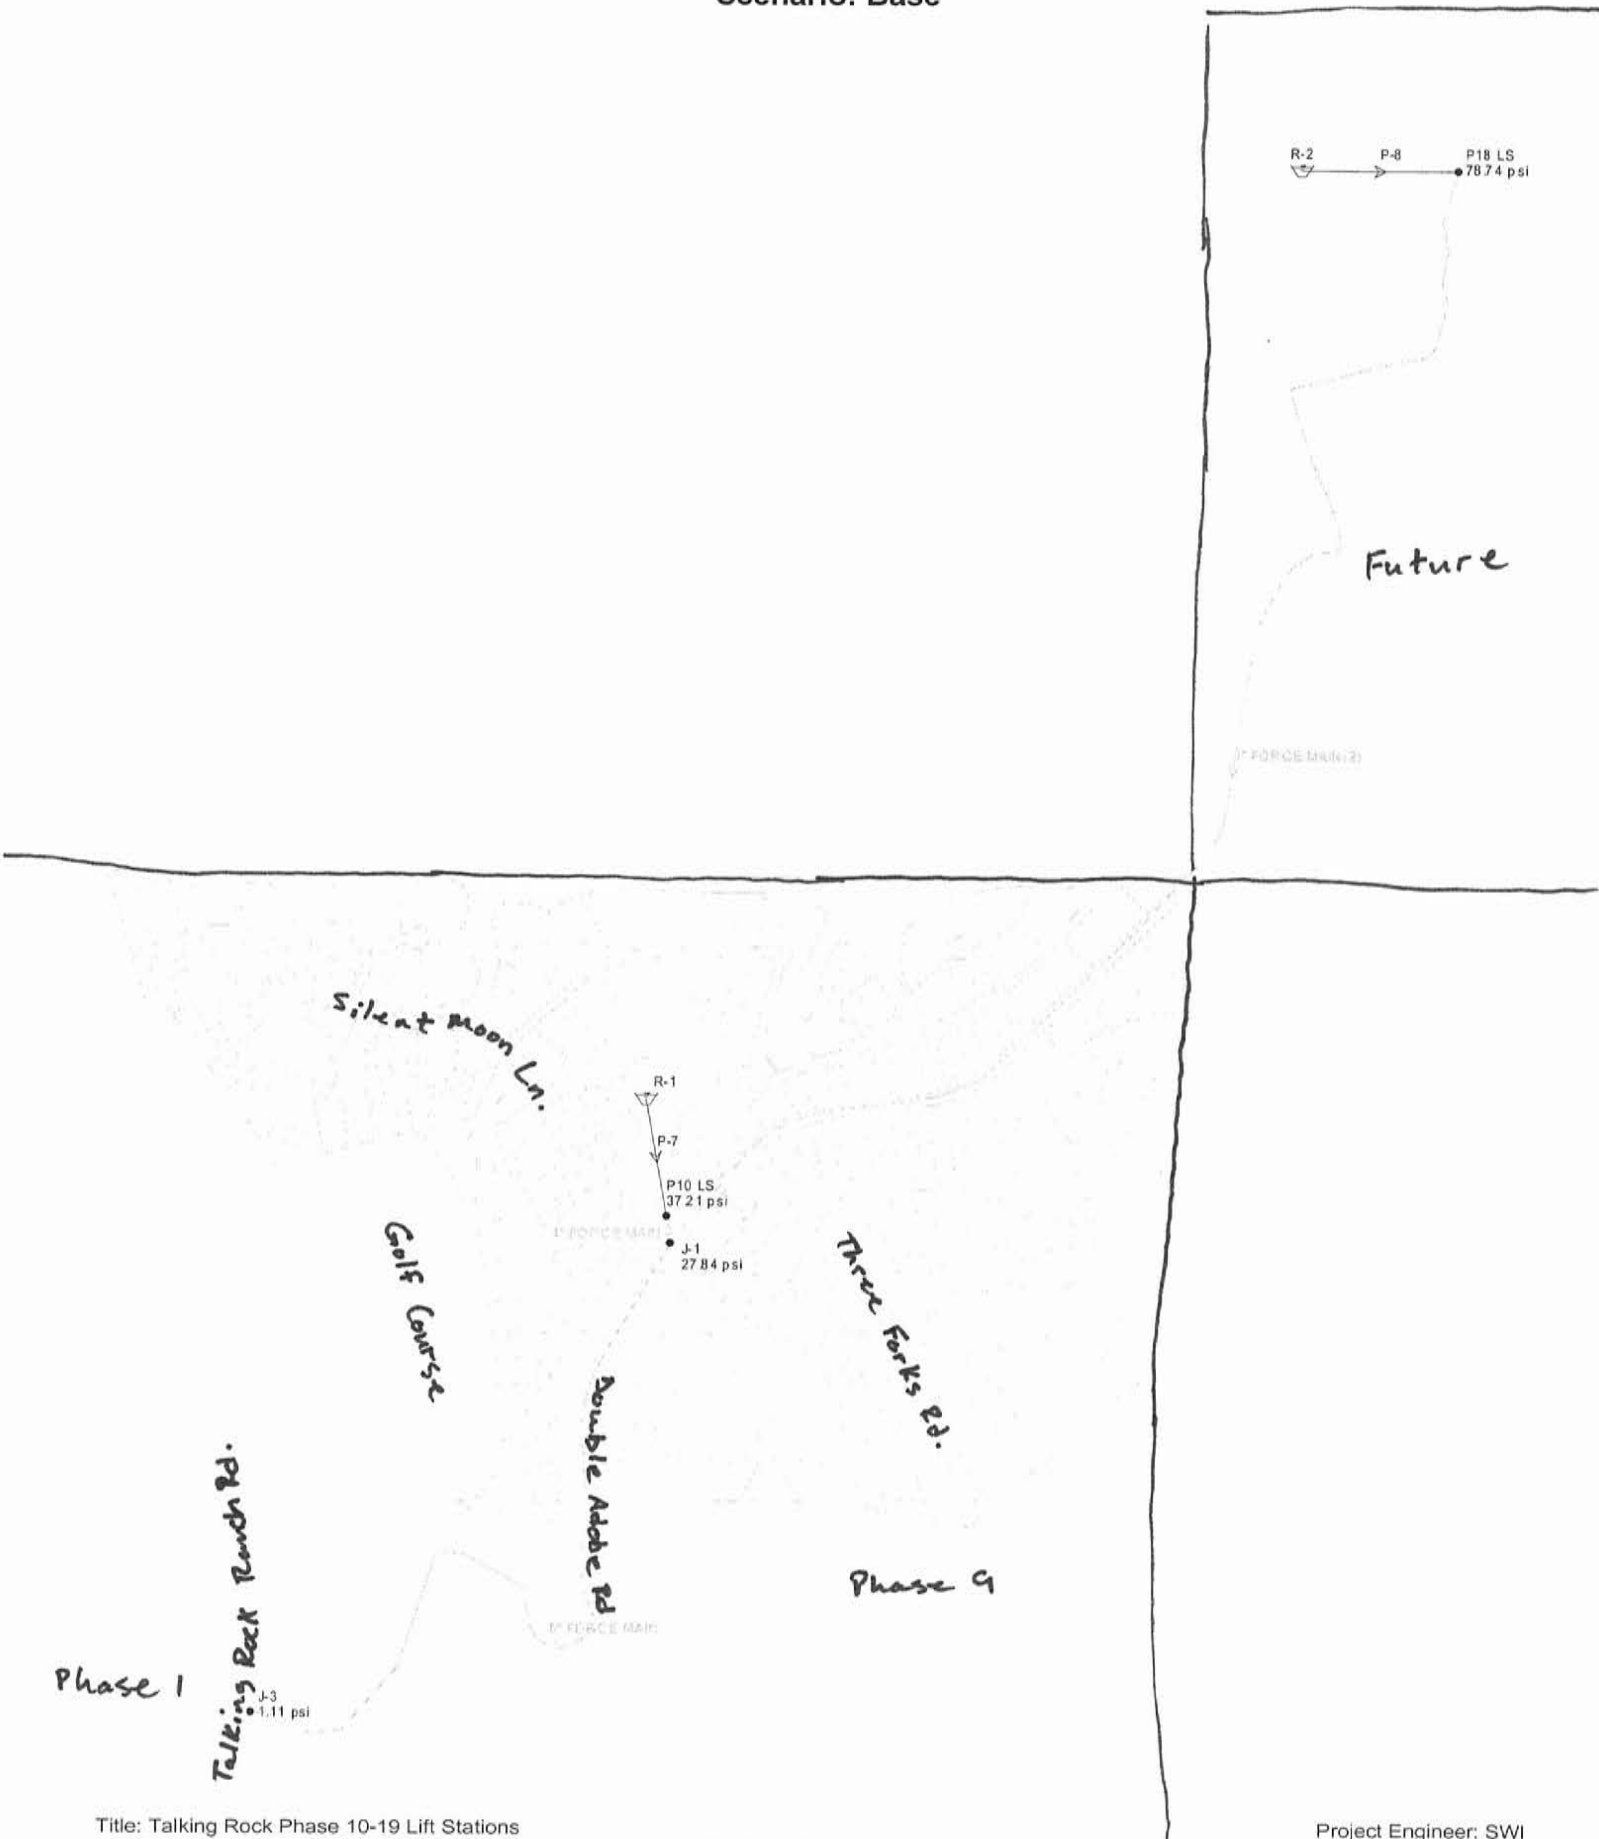 Scenario: Base
R-2
P-8
P18 LS
78.74 psi
Future
FORCE MAIN
Silent Moon Ln.
R-1
P-7
P10 LS
37.21 psi
FORCE MAIN
J-1
27.84 psi
Golf Course
Three Forks Rd.
Double Adobe Rd
Talking Rock Ranch Rd.
Phase 9
FORCE MAIN
Phase 1
J-3
1.11 psi
Title: Talking Rock Phase 10-19 Lift Stations
Project Engineer: SWI